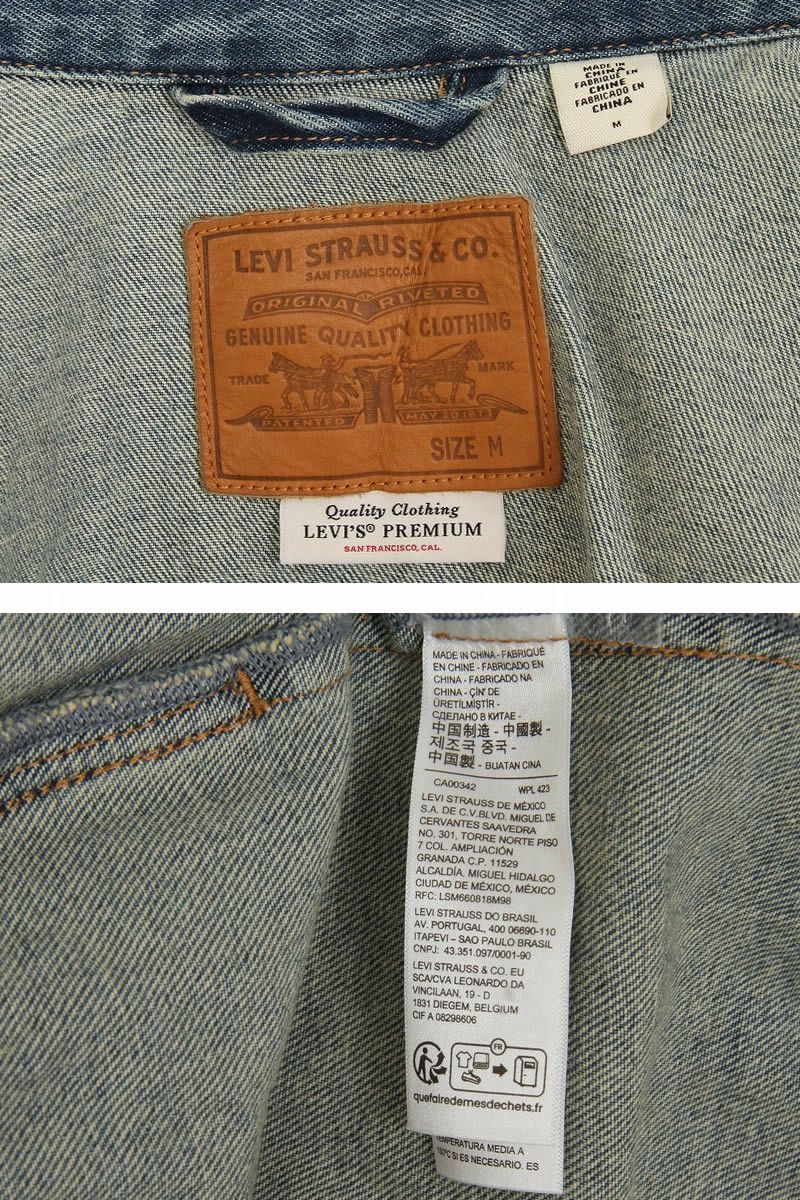 MADE IN
CHINA
FABRIQUÉ EN
CHINE
FABRICADO EN
CHINA
M
LEVI STRAUSS & CO.
SAN FRANCISCO, CAL.
ORIGINAL RIVETED
GENUINE QUALITY CLOTHING
TRADE MARK
PATENTED MAY 20 1873
SIZE M
Quality Clothing
LEVI'S® PREMIUM
SAN FRANCISCO, CAL.
MADE IN CHINA - FABRIQUÉ
EN CHINE - FABRICADO EN
CHINA - FABRICADO NA
CHINA - ÇİN' DE
ÜRETİLMİŞTİR -
СДЕЛАНО В КИТАЕ -
中国制造 - 中國製 -
제조국 중국 -
中国製 - BUATAN CINA
CA00342 WPL 423
LEVI STRAUSS DE MÉXICO
S.A. DE C.V.BLVD. MIGUEL DE
CERVANTES SAAVEDRA
NO. 301, TORRE NORTE PISO
7 COL. AMPLIACIÓN
GRANADA C.P. 11529
ALCALDÍA. MIGUEL HIDALGO
CIUDAD DE MÉXICO, MÉXICO
RFC: LSM660818M98
LEVI STRAUSS DO BRASIL
AV. PORTUGAL, 400 06690-110
ITAPEVI – SAO PAULO BRASIL
CNPJ: 43.351.097/0001-90
LEVI STRAUSS & CO. EU
SCA/CVA LEONARDO DA
VINCILAAN, 19 - D
1831 DIEGEM, BELGIUM
CIF A 08298606
FR
quefairedemesdechets.fr
TEMPERATURA MEDIA A
150°C SI ES NECESARIO. ES